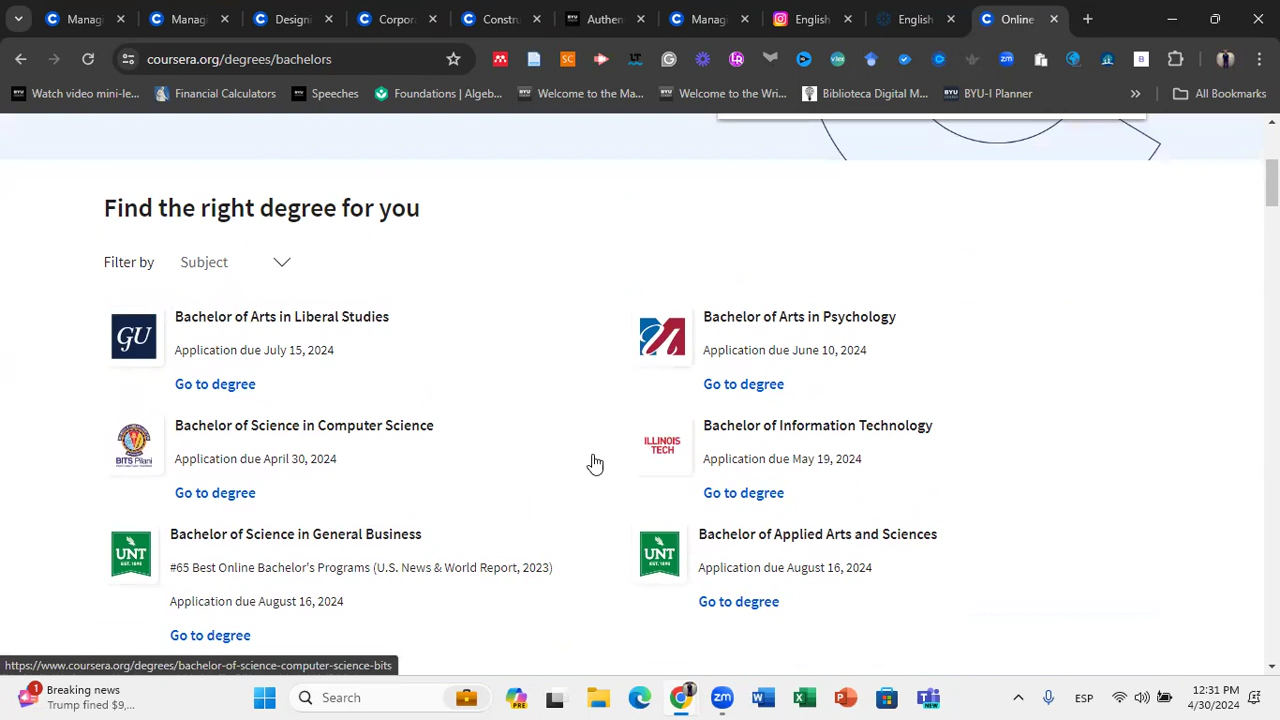 Manag
Manag
Designi
Corpor
Constru
Authen
Manag
English
English
Online
coursera.org/degrees/bachelors
Watch video mini-le...
Financial Calculators
Speeches
Foundations | Algeb...
Welcome to the Ma...
Welcome to the Wri...
Biblioteca Digital M...
BYU-I Planner
All Bookmarks
Find the right degree for you
Filter by Subject
GU
Bachelor of Arts in Liberal Studies
Application due July 15, 2024
Go to degree
Bachelor of Arts in Psychology
Application due June 10, 2024
Go to degree
BITS Pilani
Bachelor of Science in Computer Science
Application due April 30, 2024
Go to degree
ILLINOIS
TECH
Bachelor of Information Technology
Application due May 19, 2024
Go to degree
UNT
EST. 1890
Bachelor of Science in General Business
#65 Best Online Bachelor's Programs (U.S. News & World Report, 2023)
Application due August 16, 2024
Go to degree
UNT
EST. 1890
Bachelor of Applied Arts and Sciences
Application due August 16, 2024
Go to degree
https://www.coursera.org/degrees/bachelor-of-science-computer-science-bits
1
Breaking news
Trump fined $9,...
Search
PRE
NEW
ESP
12:31 PM
4/30/2024